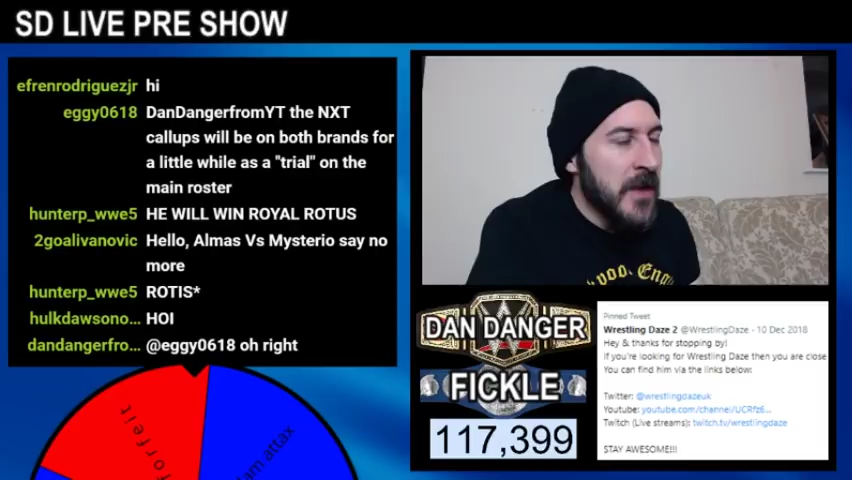 SD LIVE PRE SHOW
efrenrodriguezjr hi
eggy0618 DanDangerfromYT the NXT
callups will be on both brands for
a little while as a "trial" on the
main roster
hunterp_wwe5 HE WILL WIN ROYAL ROTUS
2goalivanovic Hello, Almas Vs Mysterio say no
more
hunterp_wwe5 ROTIS*
hulkdawsono... HOI
dandangerfro... @eggy0618 oh right
forfeit
attax
DAN DANGER
FICKLE
117,399
Pinned Tweet
Wrestling Daze 2 @WrestlingDaze - 10 Dec 2018
Hey & thanks for stopping by!
If you're looking for Wrestling Daze then you are close
You can find him via the links below:
Twitter: @wrestlingdazeuk
Youtube: youtube.com/channel/UCRfz6...
Twitch (Live streams): twitch.tv/wrestlingdaze
STAY AWESOME!!!